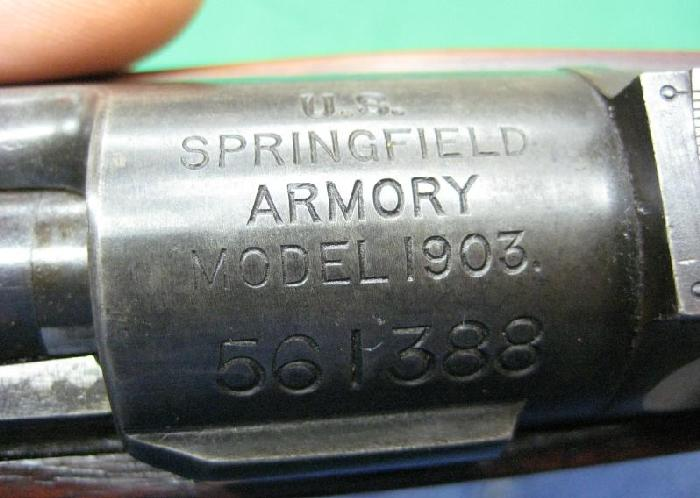 U.S.
SPRINGFIELD
ARMORY
MODEL 1903.
561388